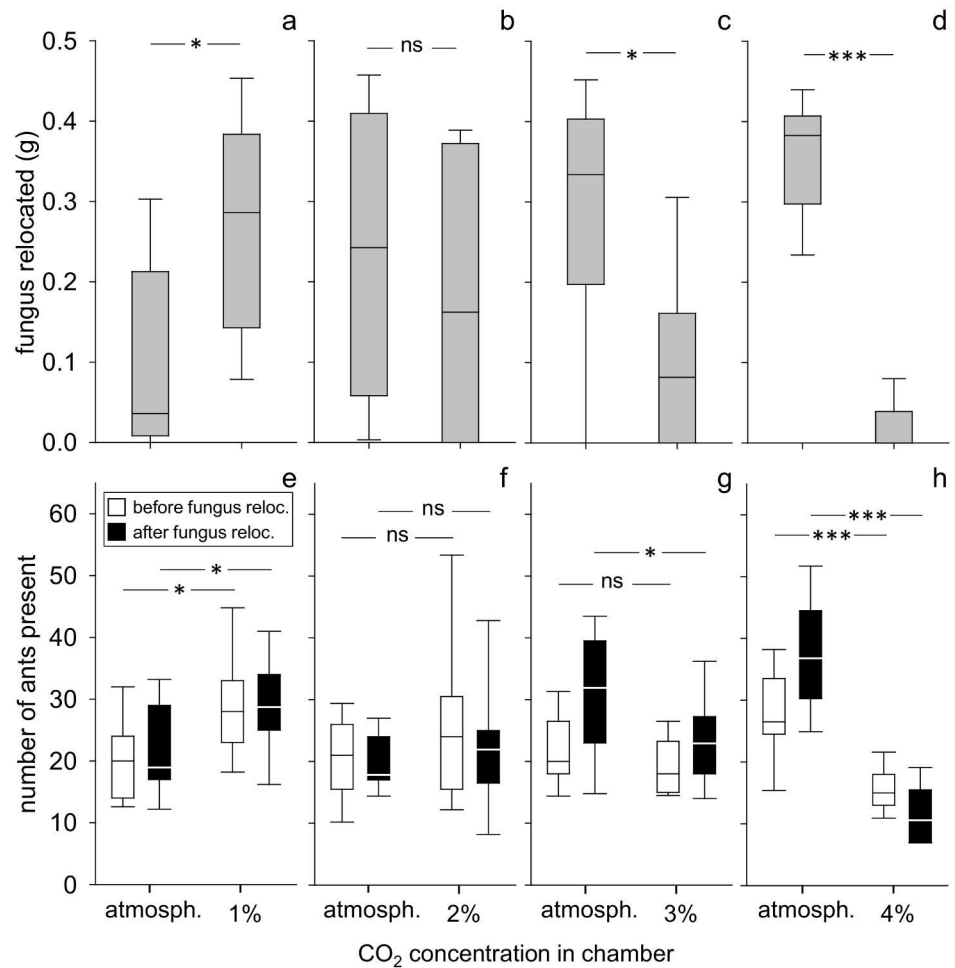 a b c d
* ns * ***
0.5
0.4
0.3
0.2
0.1
0.0
fungus relocated (g)
e f g h
before fungus reloc.
after fungus reloc.
* * ns ns * ns *** ***
60
50
40
30
20
10
0
number of ants present
atmosph. 1% atmosph. 2% atmosph. 3% atmosph. 4%
CO₂ concentration in chamber